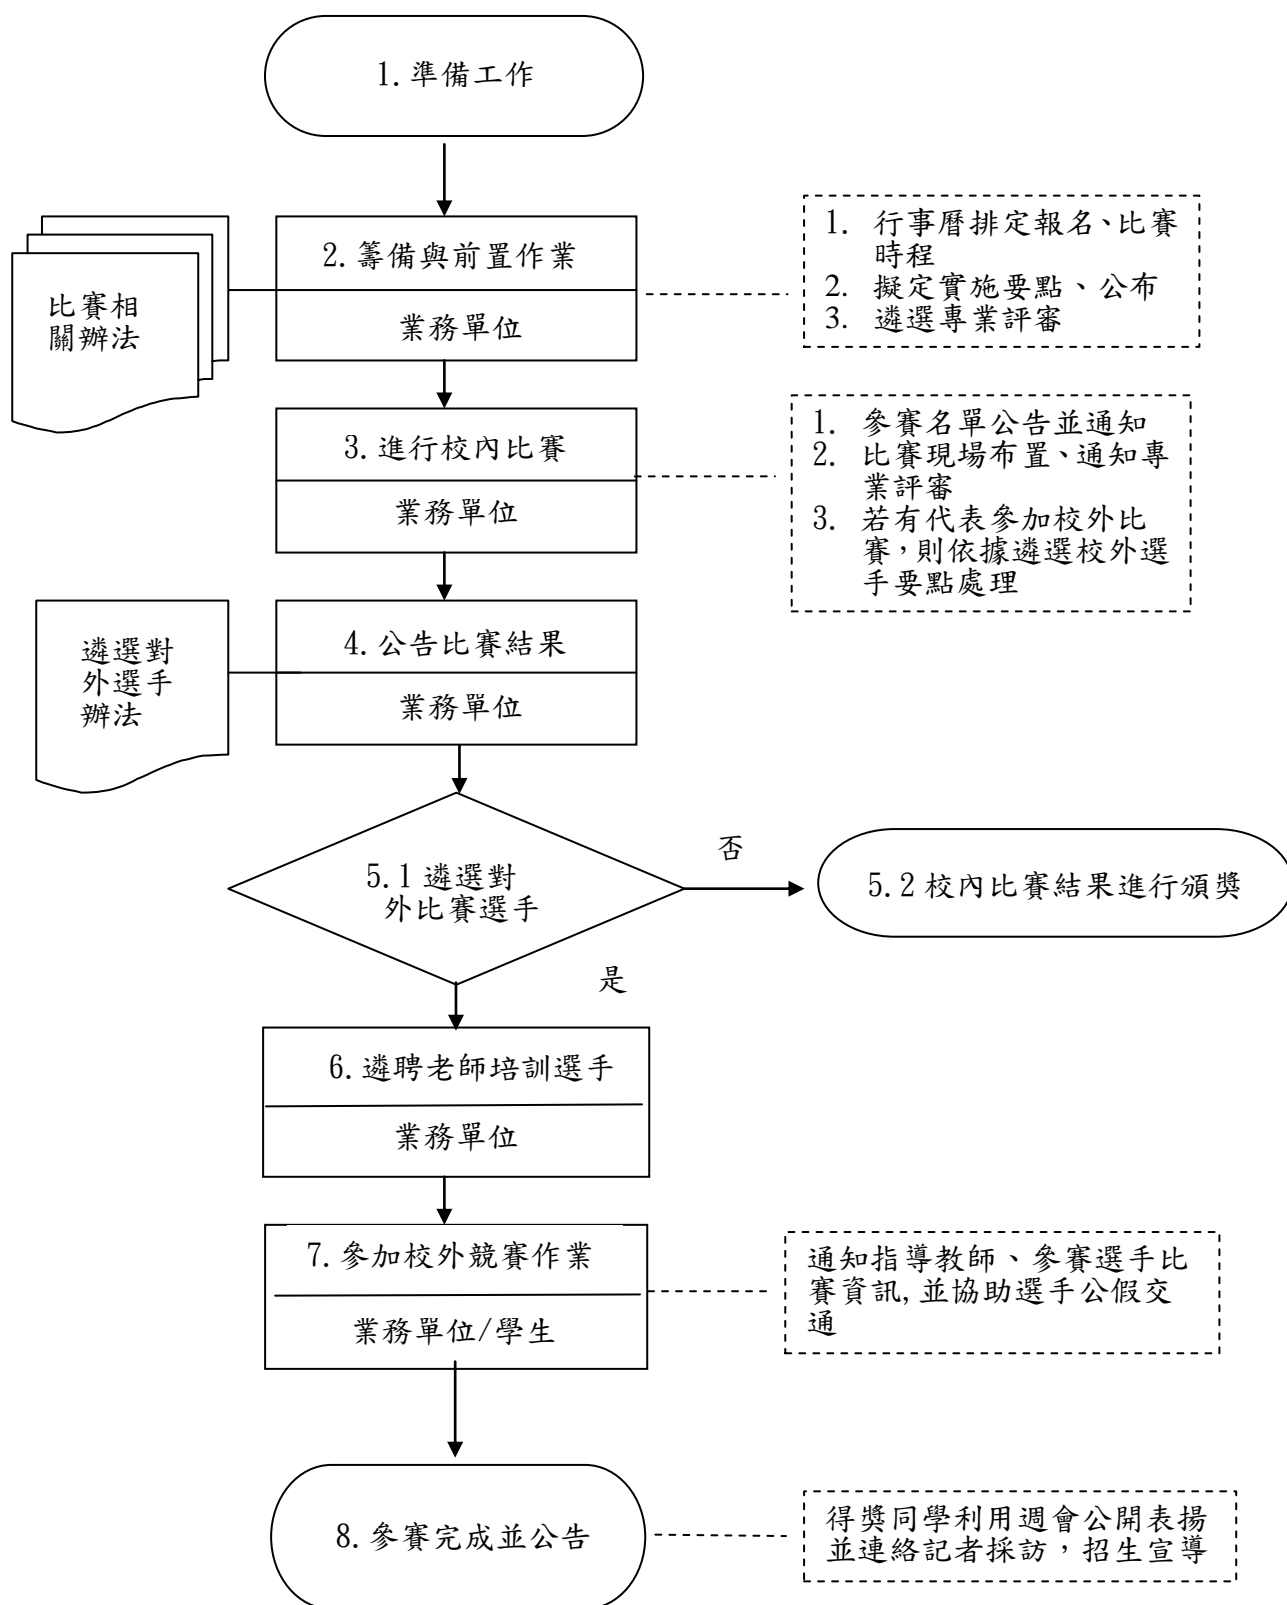 1.準備工作
2.籌備與前置作業
業務單位
比賽相
關辦法
1. 行事曆排定報名、比賽
時程
2. 擬定實施要點、公布
3. 遴選專業評審
3.進行校內比賽
業務單位
1. 參賽名單公告並通知
2. 比賽現場布置、通知專
業評審
3. 若有代表參加校外比
賽，則依據遴選校外選
手要點處理
4.公告比賽結果
業務單位
遴選對
外選手
辦法
5.1 遴選對
外比賽選手
否
5.2 校內比賽結果進行頒獎
是
6.遴聘老師培訓選手
業務單位
7.參加校外競賽作業
業務單位/學生
通知指導教師、參賽選手比
賽資訊,並協助選手公假交
通
8.參賽完成並公告
得獎同學利用週會公開表揚
並連絡記者採訪，招生宣導